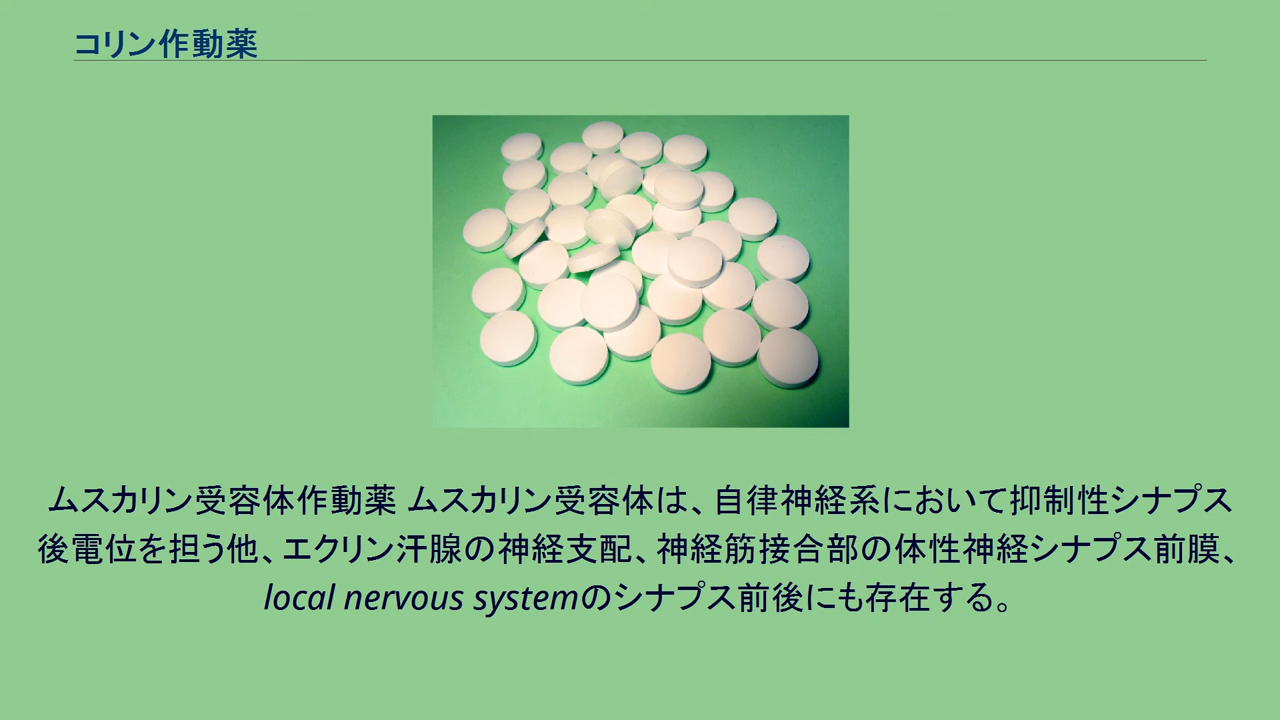 コリン作動薬
ムスカリン受容体作動薬 ムスカリン受容体は、自律神経系において抑制性シナプス
後電位を担う他、エクリン汗腺の神経支配、神経筋接合部の体性神経シナプス前膜、
local nervous systemのシナプス前後にも存在する。